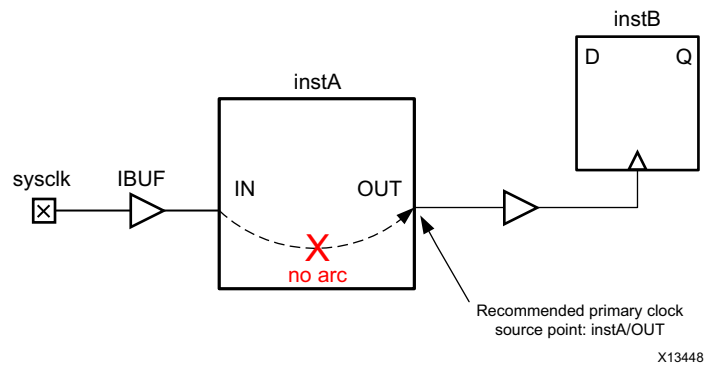 instB
D Q
instA
sysclk IBUF
IN OUT
X
no arc
Recommended primary clock
source point: instA/OUT
X13448